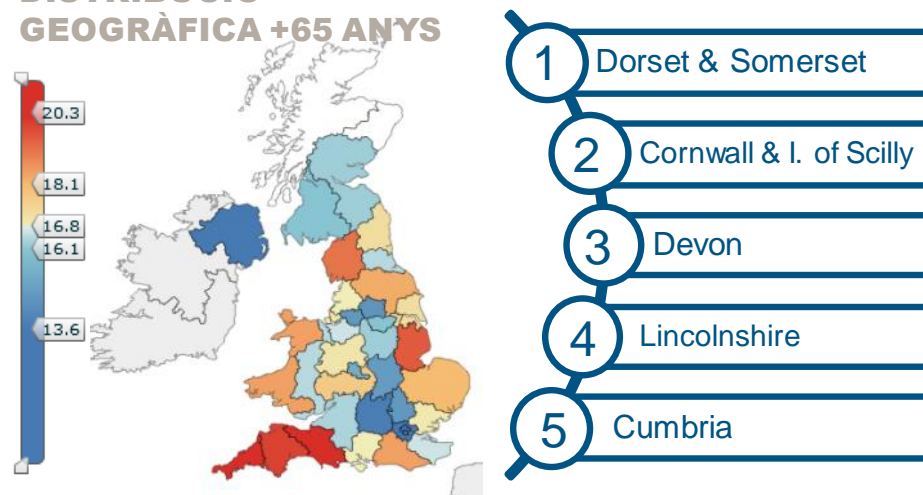 GEOGRÀFICA +65 ANYS
20.3
18.1
16.8
16.1
13.6
1 Dorset & Somerset
2 Cornwall & I. of Scilly
3 Devon
4 Lincolnshire
5 Cumbria